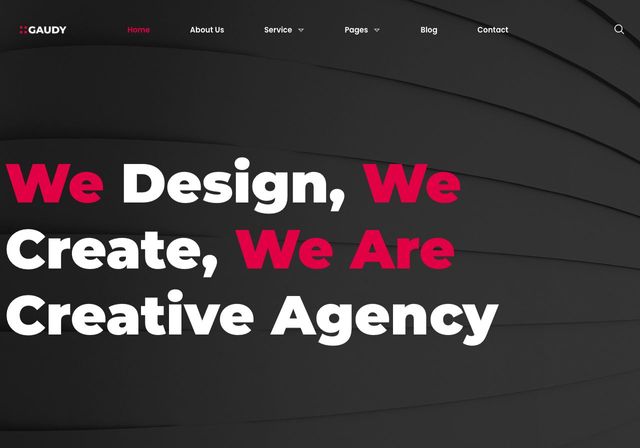 GAUDY Home About Us Service Pages Blog Contact
We Design, We
Create, We Are
Creative Agency